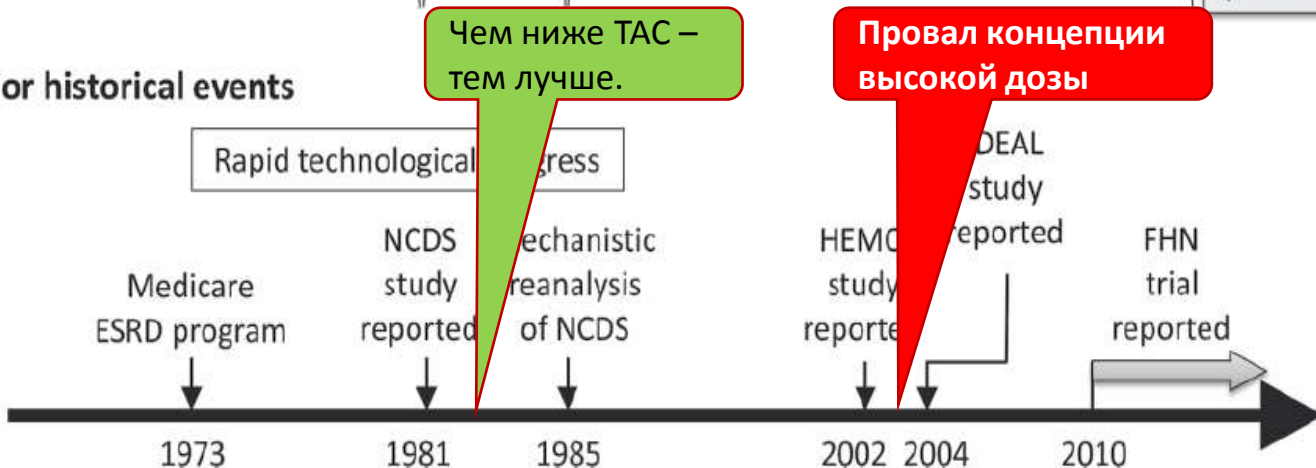 Чем ниже ТАС –
тем лучше.
Провал концепции
высокой дозы
or historical events
Rapid technological gress
DEAL
study
reported
NCDS
study
reported
echanistic
reanalysis
of NCDS
HEMO
study
reporte
FHN
trial
reported
Medicare
ESRD program
1973 1981 1985 2002 2004 2010